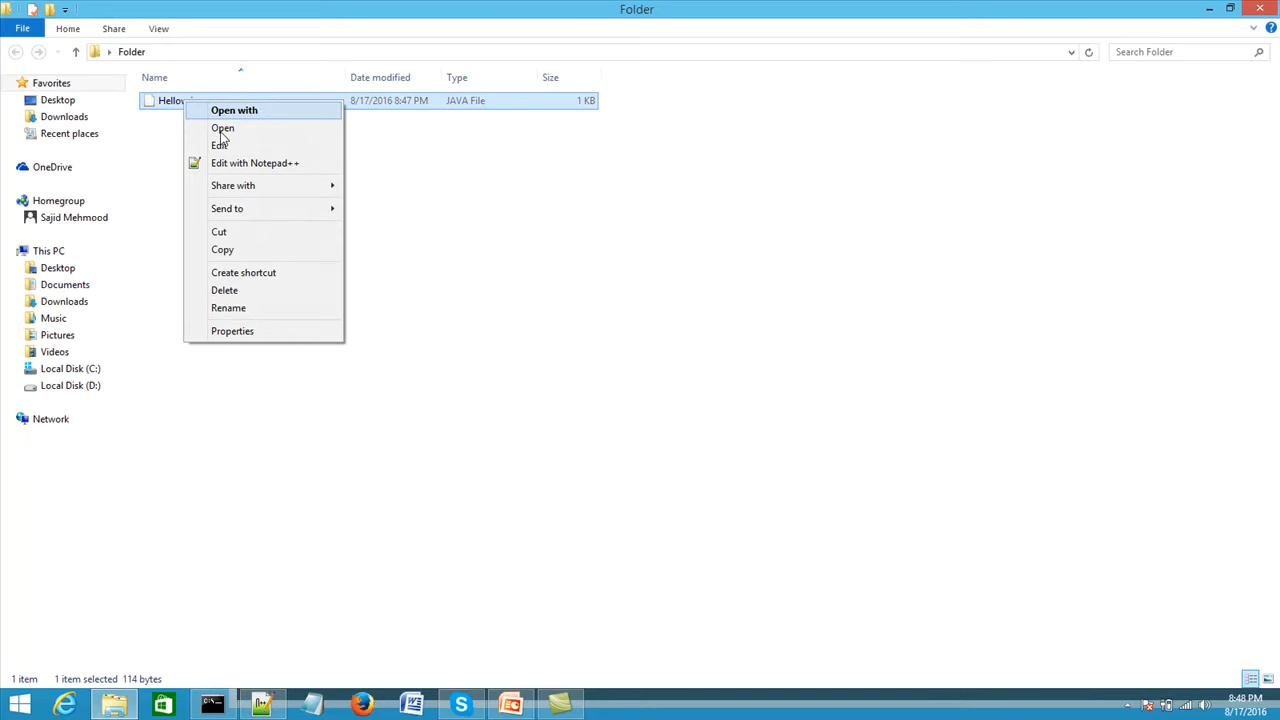 Folder
File Home Share View
Folder
Search Folder
Favorites
Desktop
Downloads
Recent places
OneDrive
Homegroup
Sajid Mehmood
This PC
Desktop
Documents
Downloads
Music
Pictures
Videos
Local Disk (C:)
Local Disk (D:)
Network
Name Date modified Type Size
8/17/2016 8:47 PM JAVA File 1 KB
Open with
Open
Edit
Edit with Notepad++
Share with
Send to
Cut
Copy
Create shortcut
Delete
Rename
Properties
1 item 1 item selected 114 bytes
8:48 PM
8/17/2016